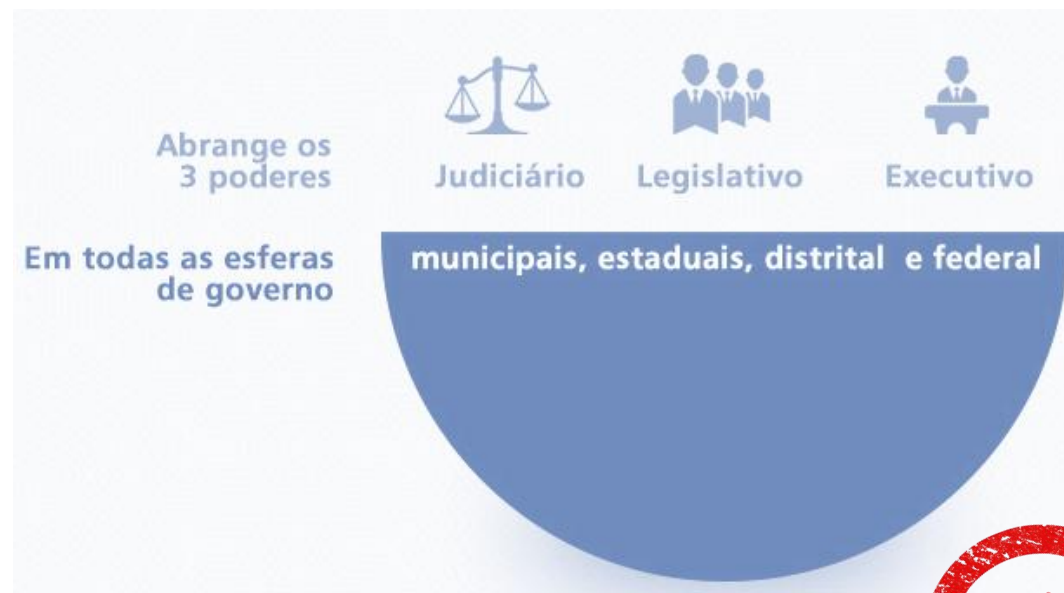 Abrange os
3 poderes
Judiciário Legislativo Executivo
Em todas as esferas
de governo
municipais, estaduais, distrital e federal